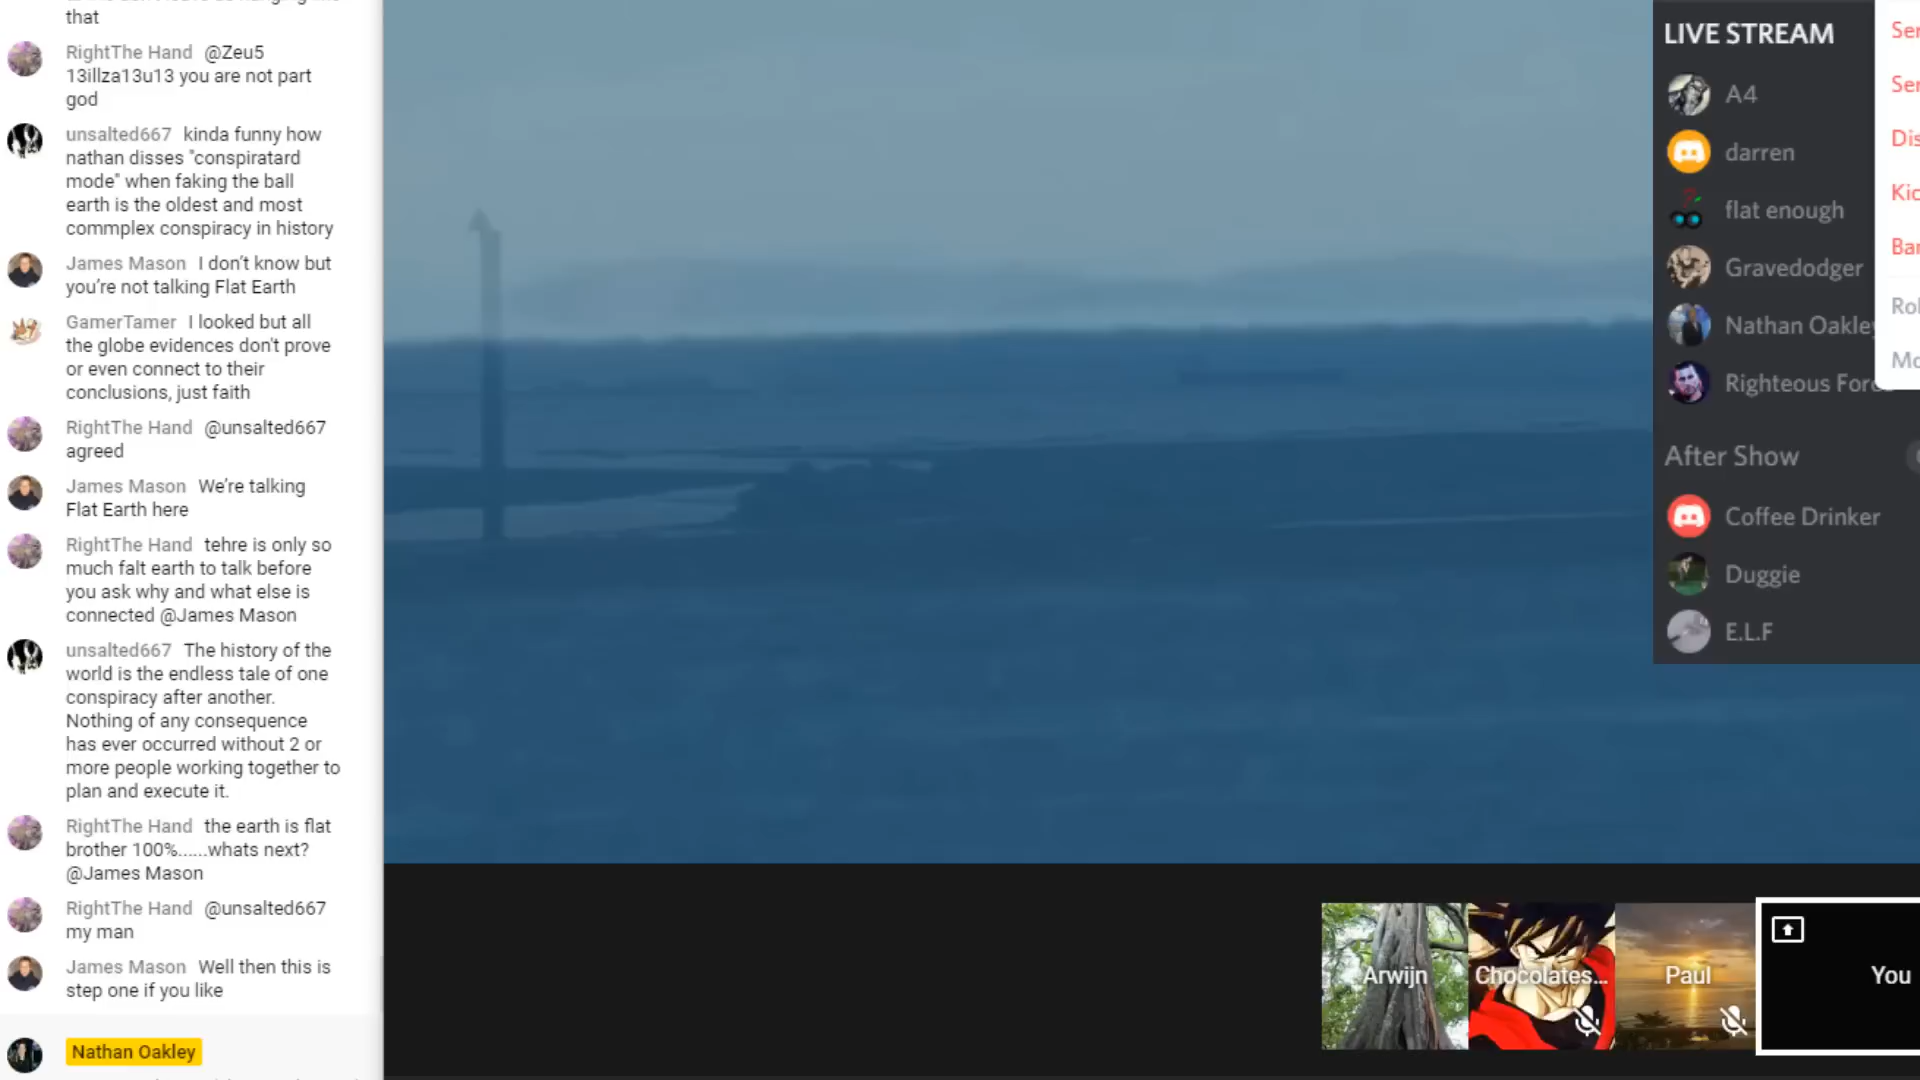 that
RightThe Hand @Zeu5
13illza13u13 you are not part
god
unsalted667 kinda funny how
nathan disses "conspiratard
mode" when faking the ball
earth is the oldest and most
commplex conspiracy in history
James Mason I don’t know but
you’re not talking Flat Earth
GamerTamer I looked but all
the globe evidences don't prove
or even connect to their
conclusions, just faith
RightThe Hand @unsalted667
agreed
James Mason We’re talking
Flat Earth here
RightThe Hand tehre is only so
much falt earth to talk before
you ask why and what else is
connected @James Mason
unsalted667 The history of the
world is the endless tale of one
conspiracy after another.
Nothing of any consequence
has ever occurred without 2 or
more people working together to
plan and execute it.
RightThe Hand the earth is flat
brother 100%......whats next?
@James Mason
RightThe Hand @unsalted667
my man
James Mason Well then this is
step one if you like
Nathan Oakley
LIVE STREAM
A4
darren
flat enough
Gravedodger
Nathan Oakley
Righteous Forc
After Show
Coffee Drinker
Duggie
E.L.F
Ser
Ser
Dis
Kic
Bar
Rol
Mo
Arwijn
Chocolates...
Paul
You